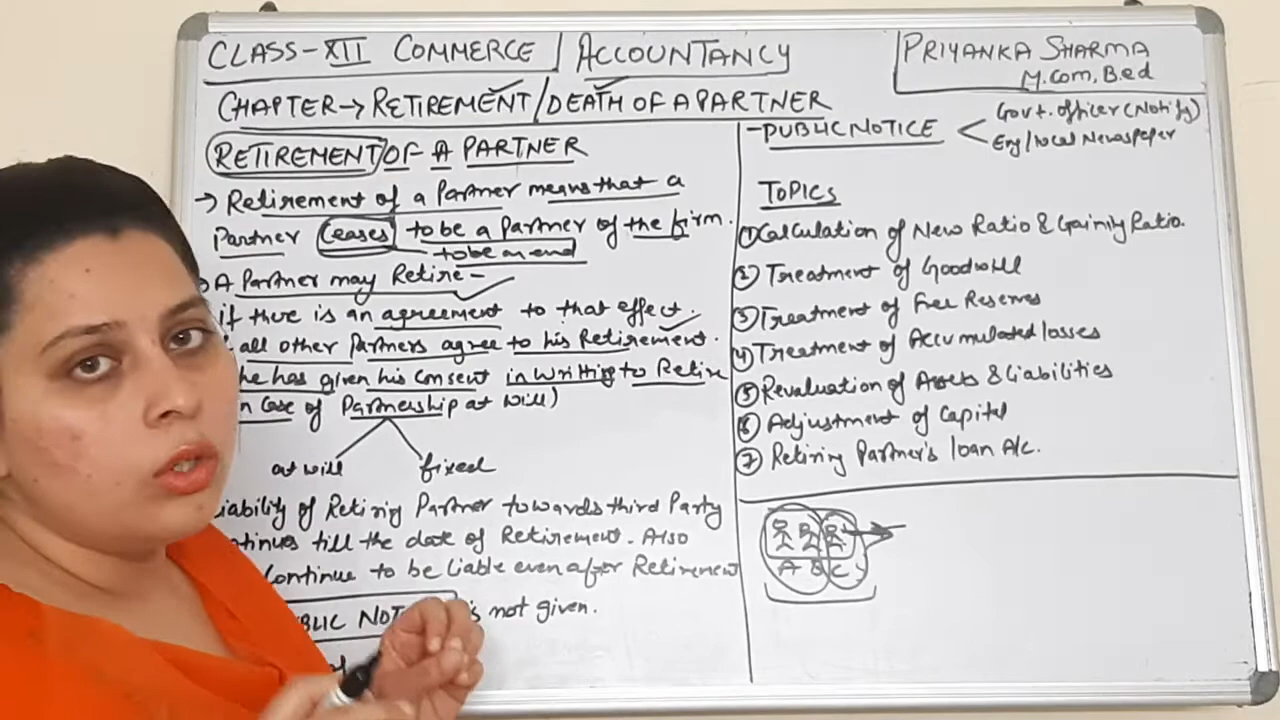 CLASS-XII COMMERCE / ACCOUNTANCY
PRIYANKA SHARMA
M.Com, B.ed
CHAPTER → RETIREMENT / DEATH OF A PARTNER
RETIREMENT OF A PARTNER
→ Retirement of a Partner means that a
Partner Ceases to be a Partner of the firm.
to be an end
A Partner may Retire -
if there is an agreement to that effect.
all other Partners agree to his Retirement.
he has given his Consent in writing to Retire
n Case of Partnership at will)
at will
fixed
iability of Retiring Partner towards third Party
ntinues till the date of Retirement. Also
Continue to be liable even after Retirement
BLIC NOT is not given.
of
- PUBLIC NOTICE
Govt. officer (Notify)
Eng/local Newspaper
TOPICS
① Calculation of New Ratio & Gaining Ratio.
② Treatment of Goodwill
③ Treatment of Free Reserves
④ Treatment of Accumulated losses
⑤ Revaluation of Assets & Liabilities
⑥ Adjustment of Capital
⑦ Retiring Partner's loan A/c.
A B C